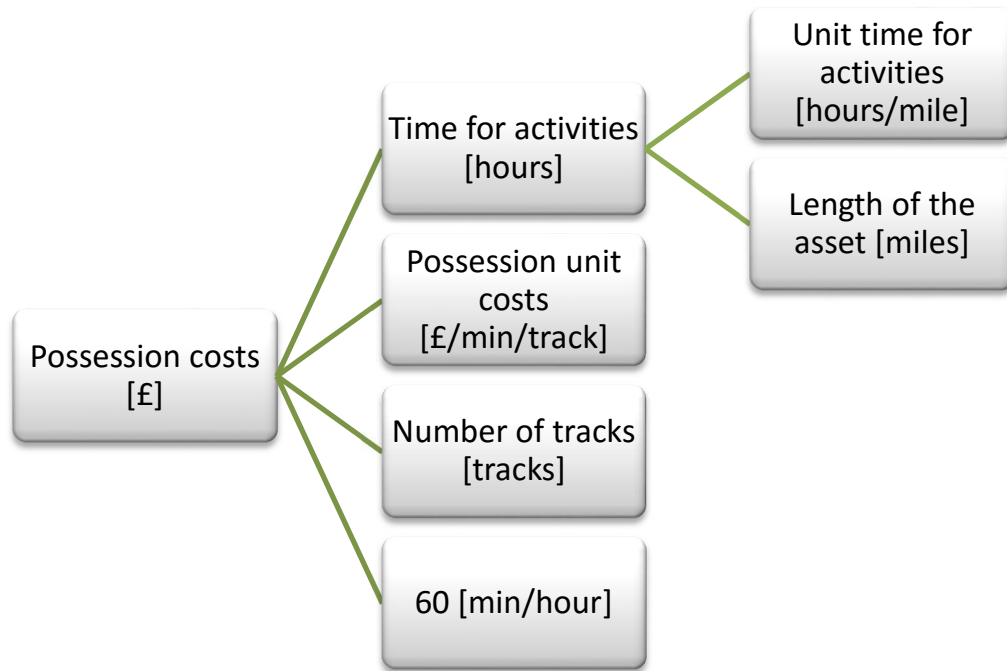 Possession costs
[£]
Time for activities
[hours]
Unit time for
activities
[hours/mile]
Length of the
asset [miles]
Possession unit
costs
[£/min/track]
Number of tracks
[tracks]
60 [min/hour]